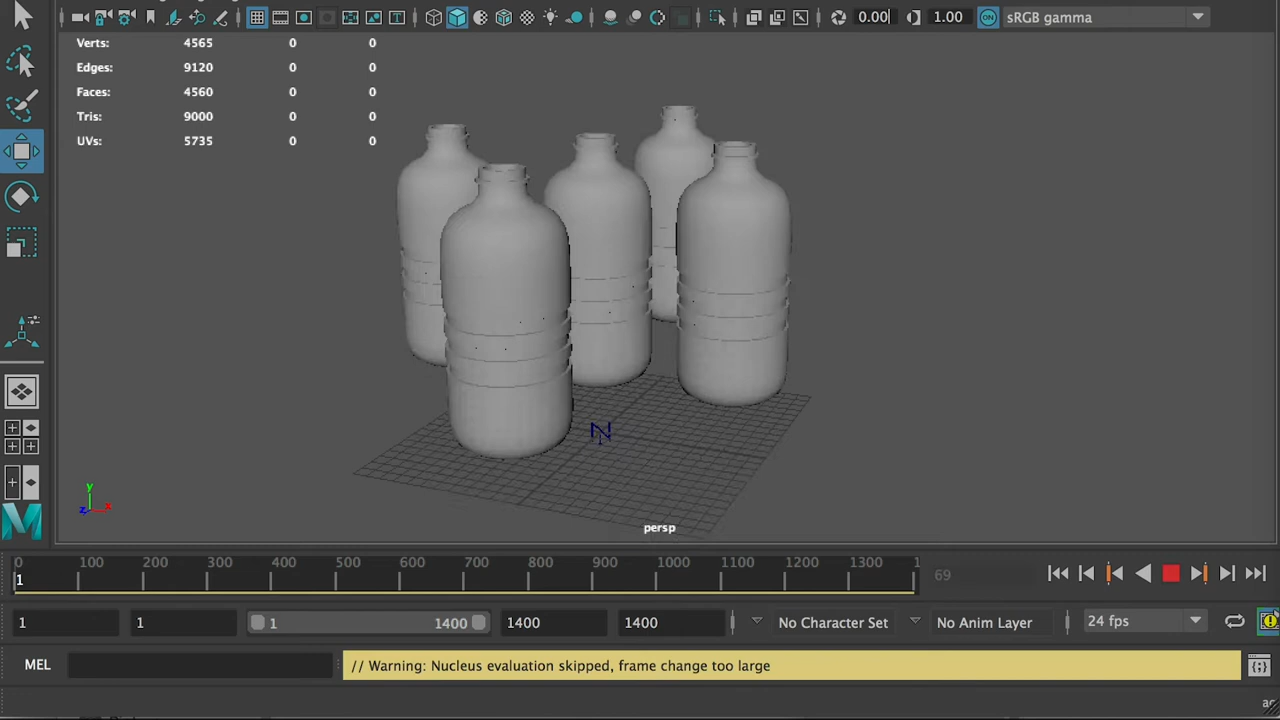 0.00 1.00 ON sRGB gamma
Verts: 4565 0 0
Edges: 9120 0 0
Faces: 4560 0 0
Tris: 9000 0 0
UVs: 5735 0 0
N
y
z x
persp
0 100 200 300 400 500 600 700 800 900 1000 1100 1200 1300 1
1 69
1 1 1 1400 1400 1400 No Character Set No Anim Layer 24 fps
MEL // Warning: Nucleus evaluation skipped, frame change too large